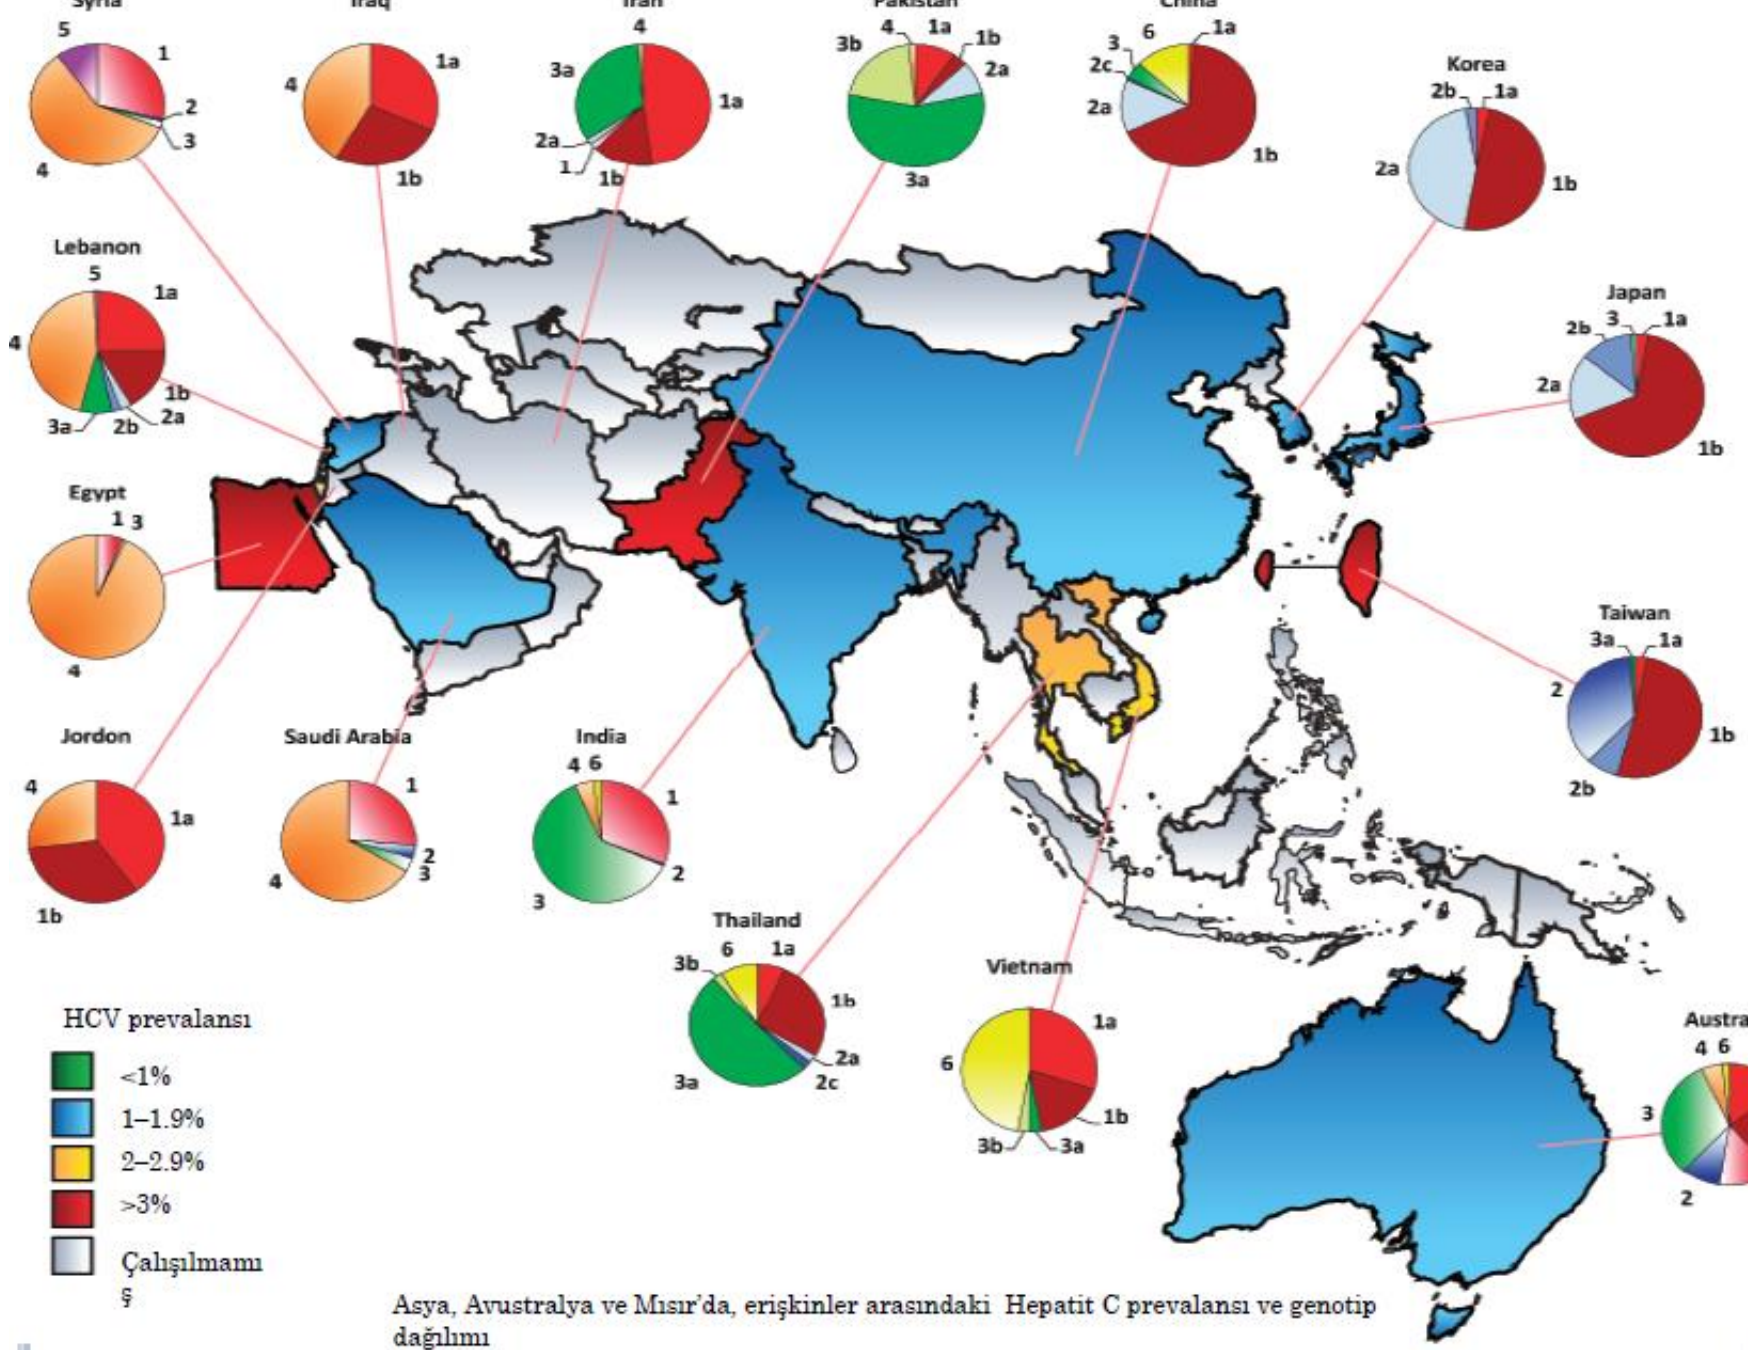 Syria
5
1
2
3
4
Iraq
4
1a
1b
Iran
4
3a
1a
2a
1
1b
Pakistan
4
1a
3b
1b
2a
3a
China
6
1a
3
2c
2a
1b
Korea
2b
1a
2a
1b
Lebanon
5
1a
4
1b
2a
3a
2b
Japan
3
1a
2b
2a
1b
Egypt
1 3
4
Taiwan
3a
1a
2
1b
2b
Jordon
4
1a
1b
Saudi Arabia
1
2
3
4
India
4 6
1
2
3
Thailand
6
1a
3b
1b
2a
2c
3a
Vietnam
1a
6
1b
3b
3a
Austra
4 6
3
2
HCV prevalansı
<1%
1–1.9%
2–2.9%
>3%
Çalışılmamı
ş
Asya, Avustralya ve Mısır’da, erişkinler arasındaki Hepatit C prevalansı ve genotip
dağılımı